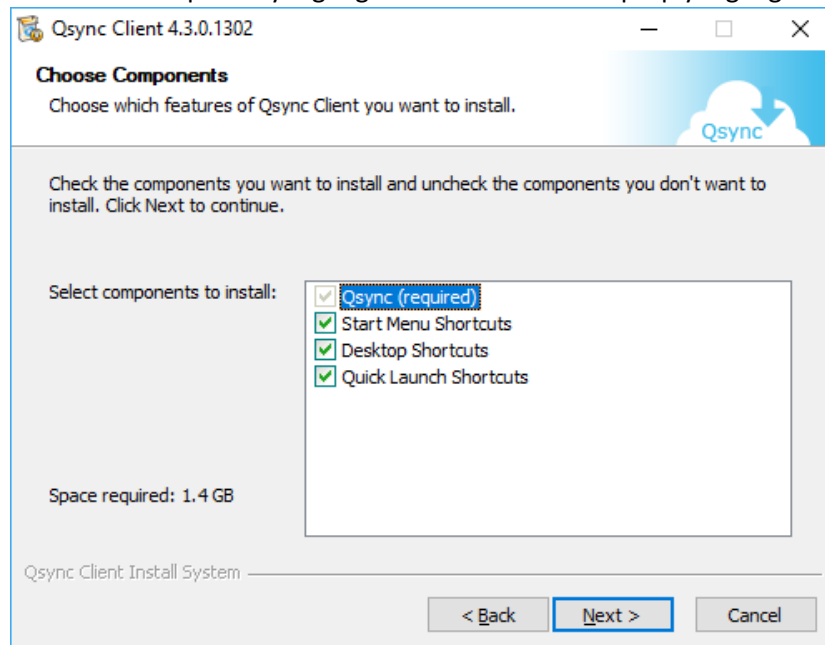 Qsync Client 4.3.0.1302
Choose Components
Choose which features of Qsync Client you want to install.
Qsync
Check the components you want to install and uncheck the components you don't want to
install. Click Next to continue.
Select components to install:
Qsync (required)
Start Menu Shortcuts
Desktop Shortcuts
Quick Launch Shortcuts
Space required: 1.4 GB
Qsync Client Install System
< Back
Next >
Cancel